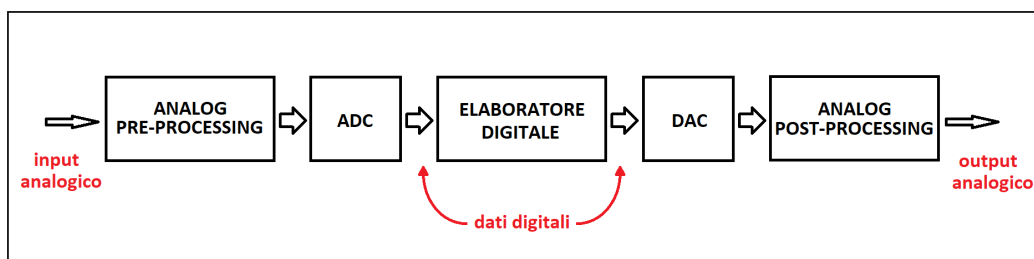 ANALOG
PRE-PROCESSING
ADC
ELABORATORE
DIGITALE
DAC
ANALOG
POST-PROCESSING
input
analogico
output
analogico
dati digitali